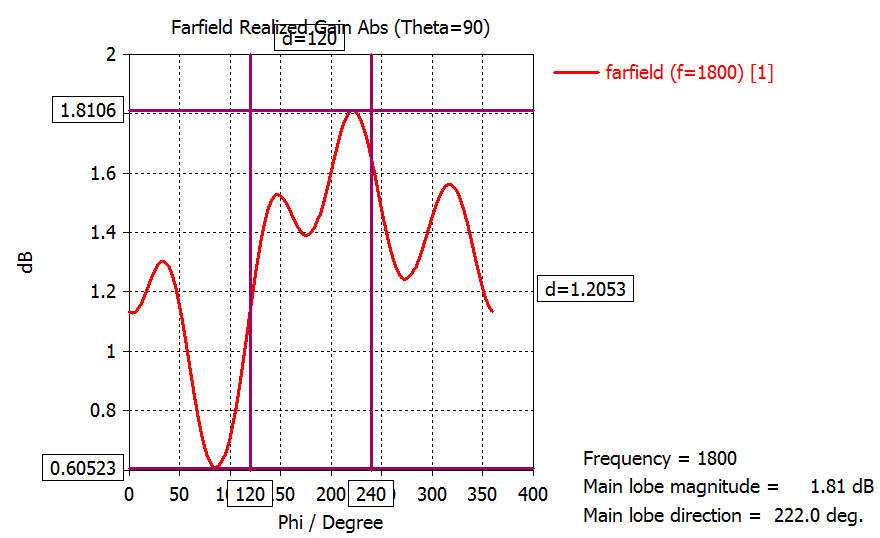 Farfield Realized Gain Abs (Theta=90)
d=120
farfield (f=1800) [1]
2
1.8106
1.6
1.4
dB
d=1.2053
1.2
1
0.8
0.60523
0 50 120 200 240 300 350 400
Phi / Degree
Frequency = 1800
Main lobe magnitude = 1.81 dB
Main lobe direction = 222.0 deg.